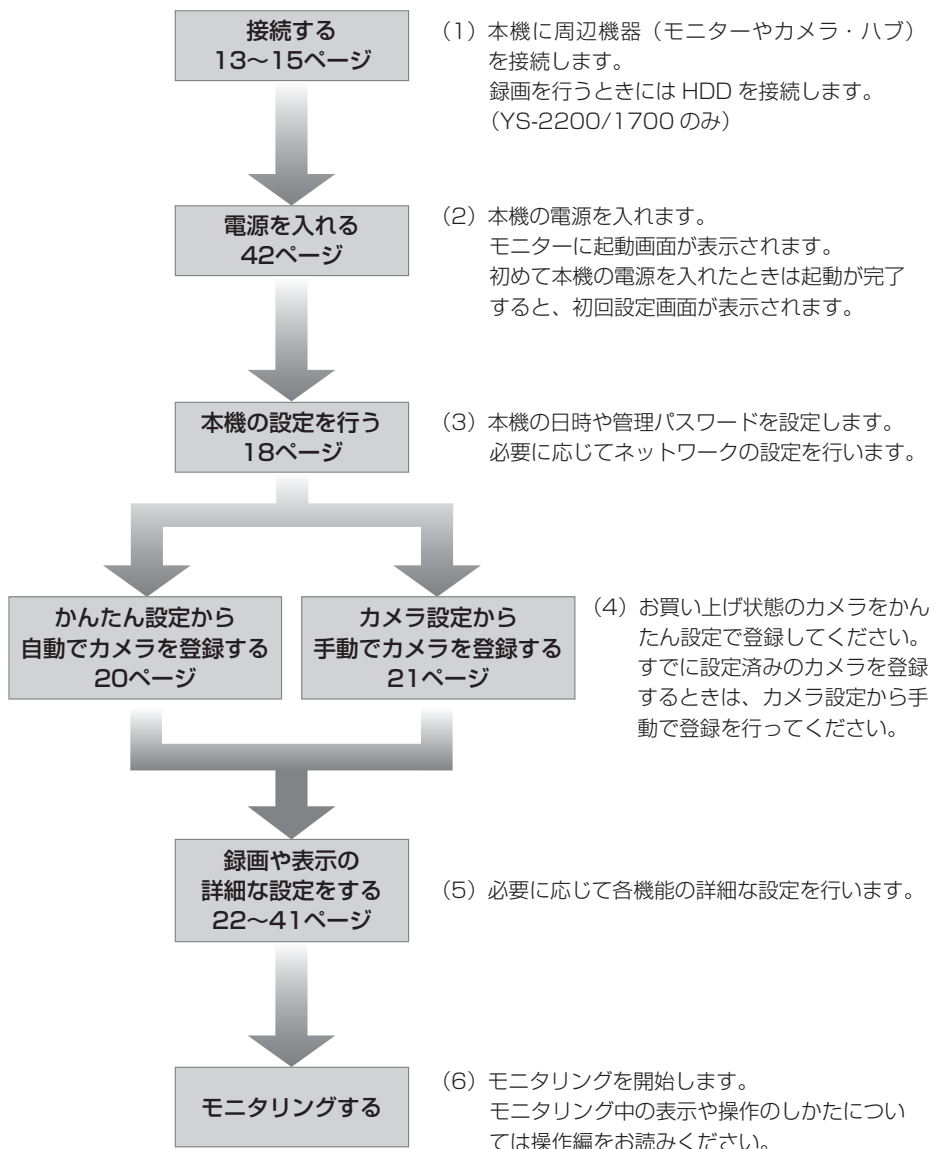 接続する
13〜15ページ
（1）本機に周辺機器（モニターやカメラ・ハブ）
を接続します。
録画を行うときには HDD を接続します。
（YS-2200/1700 のみ）
電源を入れる
42ページ
（2）本機の電源を入れます。
モニターに起動画面が表示されます。
初めて本機の電源を入れたときは起動が完了
すると、初回設定画面が表示されます。
本機の設定を行う
18ページ
（3）本機の日時や管理パスワードを設定します。
必要に応じてネットワークの設定を行います。
かんたん設定から
自動でカメラを登録する
20ページ
カメラ設定から
手動でカメラを登録する
21ページ
（4）お買い上げ状態のカメラをかん
たん設定で登録してください。
すでに設定済みのカメラを登録
するときは、カメラ設定から手
動で登録を行ってください。
録画や表示の
詳細な設定をする
22〜41ページ
（5）必要に応じて各機能の詳細な設定を行います。
モニタリングする
（6）モニタリングを開始します。
モニタリング中の表示や操作のしかたについ
ては操作編をお読みください。